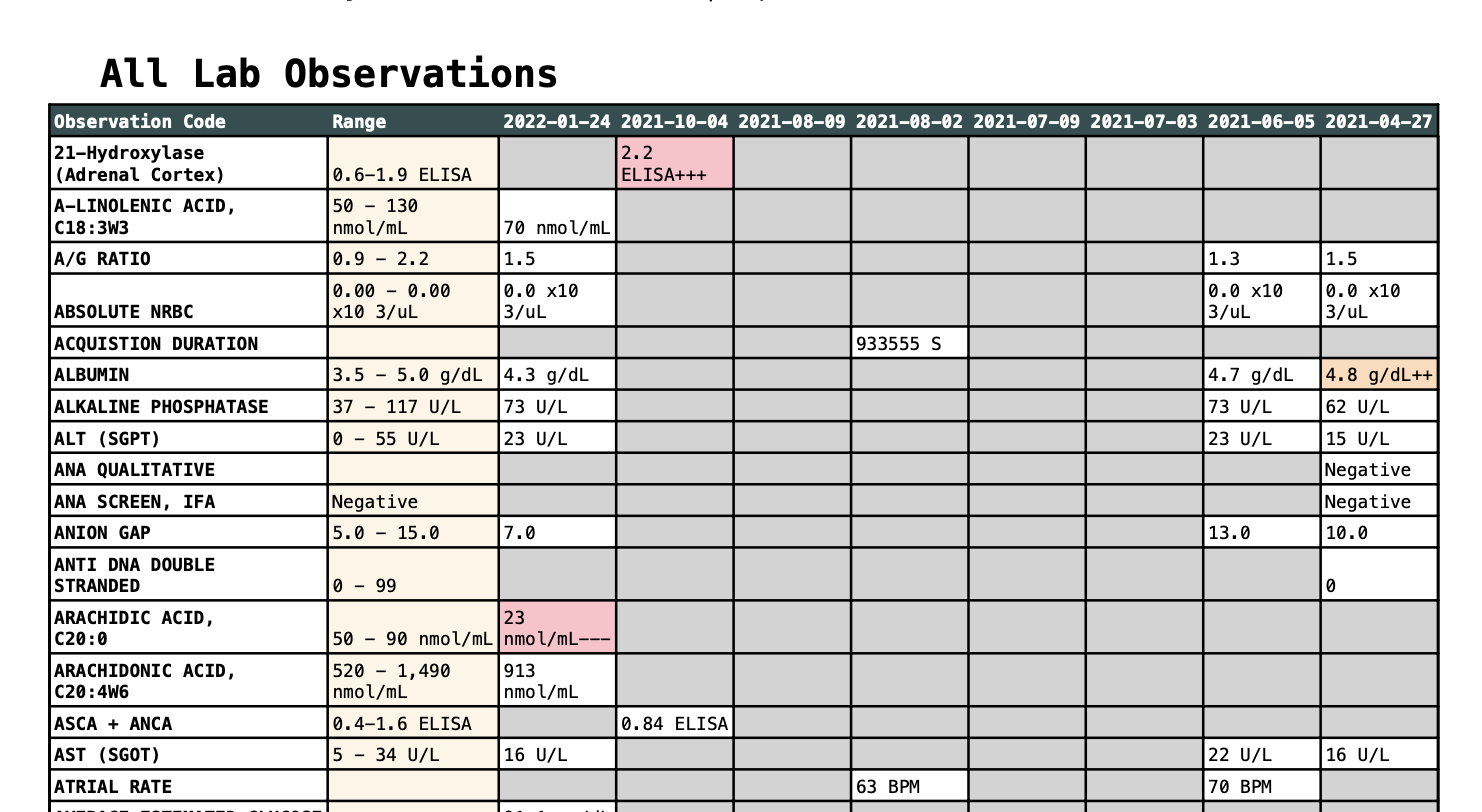 All Lab Observations
Observation Code Range 2022-01-24 2021-10-04 2021-08-09 2021-08-02 2021-07-09 2021-07-03 2021-06-05 2021-04-27
21-Hydroxylase 2.2
(Adrenal Cortex) 0.6-1.9 ELISA ELISA+++
A-LINOLENIC ACID, 50 - 130
C18:3W3 nmol/mL 70 nmol/mL
A/G RATIO 0.9 - 2.2 1.5 1.3 1.5
0.00 - 0.00 0.0 x10 0.0 x10 0.0 x10
ABSOLUTE NRBC x10 3/uL 3/uL 3/uL 3/uL
ACQUISTION DURATION 933555 S
ALBUMIN 3.5 - 5.0 g/dL 4.3 g/dL 4.7 g/dL 4.8 g/dL++
ALKALINE PHOSPHATASE 37 - 117 U/L 73 U/L 73 U/L 62 U/L
ALT (SGPT) 0 - 55 U/L 23 U/L 23 U/L 15 U/L
ANA QUALITATIVE Negative
ANA SCREEN, IFA Negative Negative
ANION GAP 5.0 - 15.0 7.0 13.0 10.0
ANTI DNA DOUBLE
STRANDED 0 - 99 0
ARACHIDIC ACID, 23
C20:0 50 - 90 nmol/mL nmol/mL---
ARACHIDONIC ACID, 520 - 1,490 913
C20:4W6 nmol/mL nmol/mL
ASCA + ANCA 0.4-1.6 ELISA 0.84 ELISA
AST (SGOT) 5 - 34 U/L 16 U/L 22 U/L 16 U/L
ATRIAL RATE 63 BPM 70 BPM